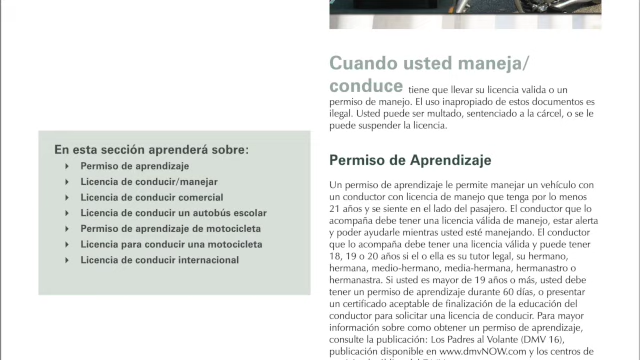 En esta sección aprenderá sobre:
Permiso de aprendizaje
Licencia de conducir/manejar
Licencia de conducir comercial
Licencia de conducir un autobús escolar
Permiso de aprendizaje de motocicleta
Licencia para conducir una motocicleta
Licencia de conducir internacional
Cuando usted maneja/
conduce tiene que llevar su licencia valida o un
permiso de manejo. El uso inapropiado de estos documentos es
ilegal. Usted puede ser multado, sentenciado a la cárcel, o se le
puede suspender la licencia.
Permiso de Aprendizaje
Un permiso de aprendizaje le permite manejar un vehículo con
un conductor con licencia de manejo que tenga por lo menos
21 años y se siente en el lado del pasajero. El conductor que lo
acompaña debe tener una licencia válida de manejo, estar alerta
y poder ayudarle mientras usted esté manejando. El conductor
que lo acompaña debe tener una licencia válida y puede tener
18, 19 o 20 años si el o ella es su tutor legal, su hermano,
hermana, medio-hermano, media-hermana, hermanastro o
hermanastra. Si usted es mayor de 19 años o más, usted debe
tener un permiso de aprendizaje durante 60 días, o presentar
un certificado aceptable de finalización de la educación del
conductor para solicitar una licencia de conducir. Para mayor
información sobre como obtener un permiso de aprendizaje,
consulte la publicación: Los Padres al Volante (DMV 16),
publicación disponible en www.dmvNOW.com y los centros de